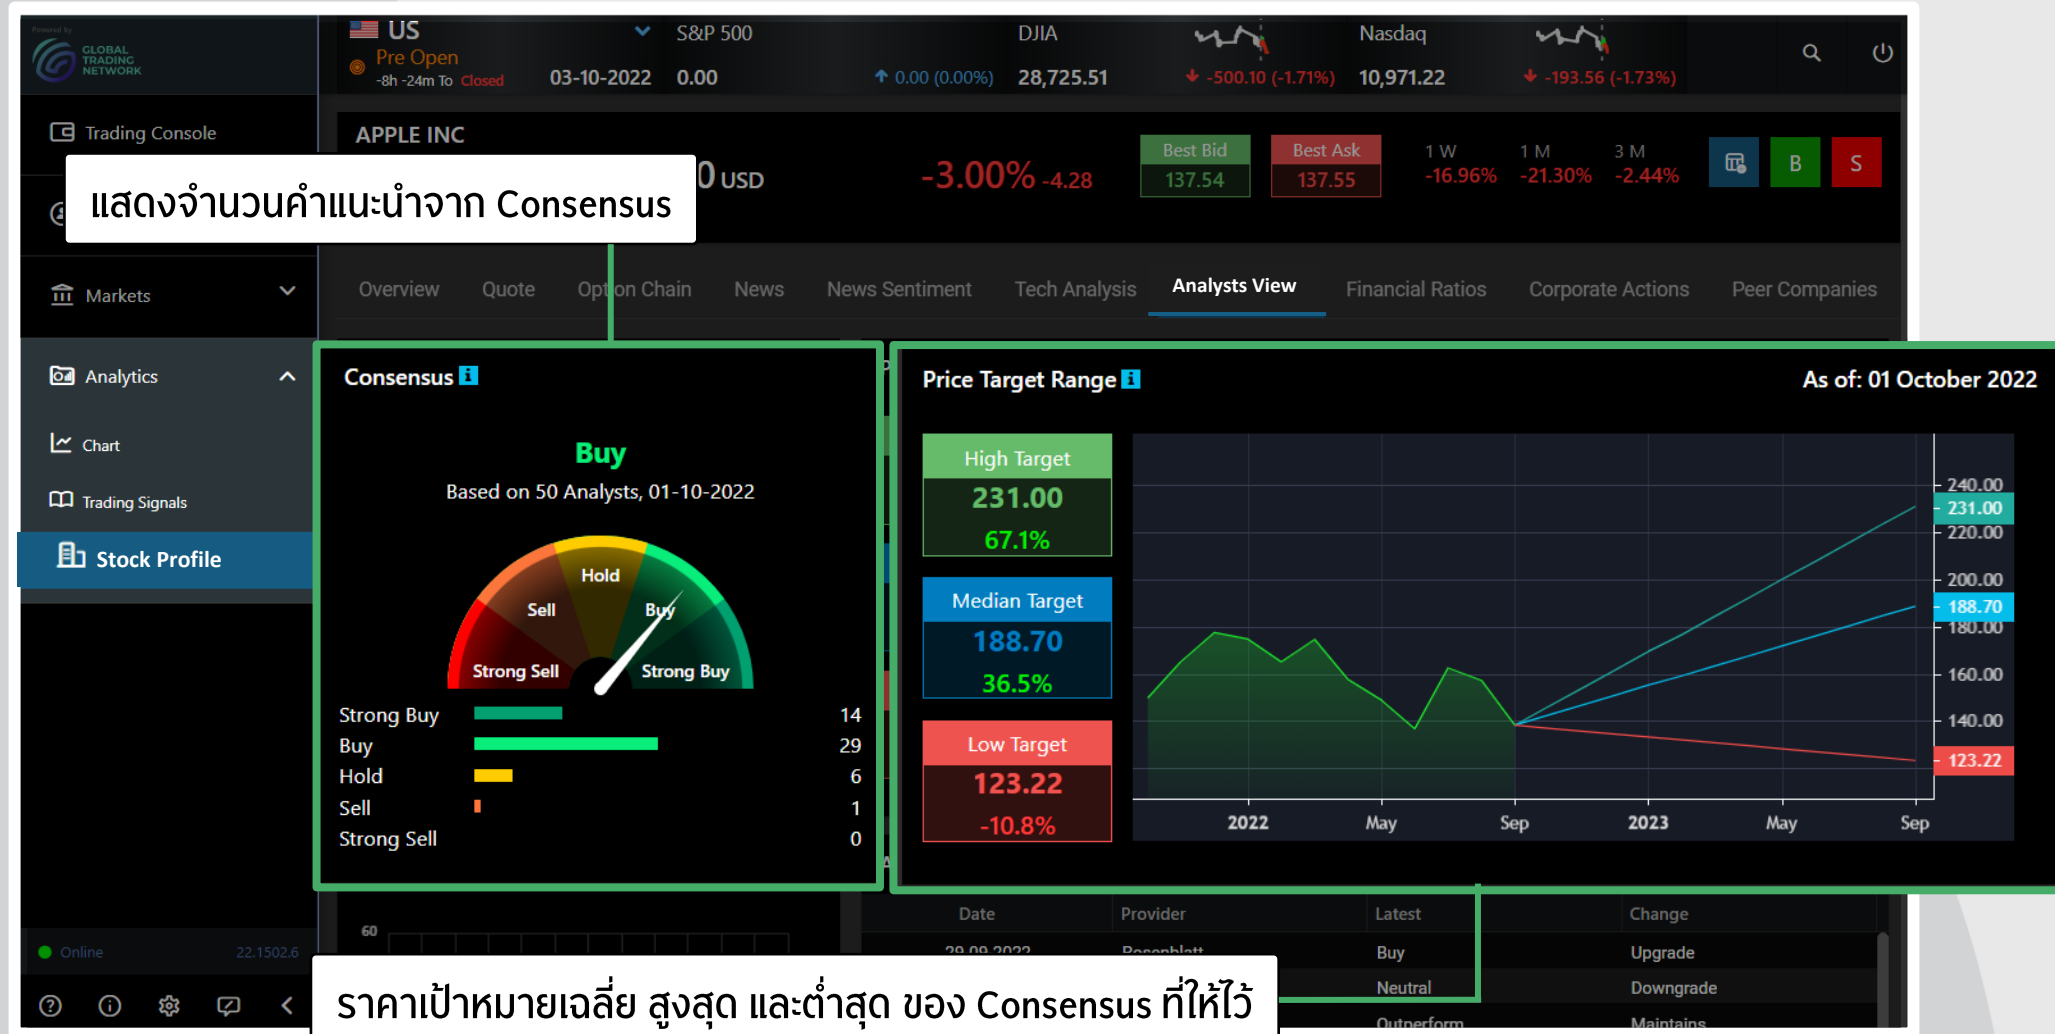 Powered by
GLOBAL
TRADING
NETWORK
US
Pre Open
-8h -24m To Closed
03-10-2022
S&P 500
0.00
0.00 (0.00%)
DJIA
28,725.51
-500.10 (-1.71%)
Nasdaq
10,971.22
-193.56 (-1.73%)
Trading Console
APPLE INC
0 USD
-3.00% -4.28
Best Bid
137.54
Best Ask
137.55
1 W
-16.96%
1 M
-21.30%
3 M
-2.44%
B
S
แสดงจำนวนคำแนะนำจาก Consensus
Markets
Overview Quote Option Chain News News Sentiment Tech Analysis Analysts View Financial Ratios Corporate Actions Peer Companies
Analytics
Chart
Trading Signals
Stock Profile
Consensus i
Buy
Based on 50 Analysts, 01-10-2022
Hold
Sell
Buy
Strong Sell
Strong Buy
Strong Buy 14
Buy 29
Hold 6
Sell 1
Strong Sell 0
Price Target Range i
As of: 01 October 2022
High Target
231.00
67.1%
Median Target
188.70
36.5%
Low Target
123.22
-10.8%
240.00
231.00
220.00
200.00
188.70
180.00
160.00
140.00
123.22
2022 May Sep 2023 May Sep
60
Date Provider Latest Change
29.09.2022 Rosenblatt Buy Upgrade
Neutral Downgrade
Outperform Maintains
Online 22.1502.6
ราคาเป้าหมายเฉลี่ย สูงสุด และต่ำสุด ของ Consensus ที่ให้ไว้